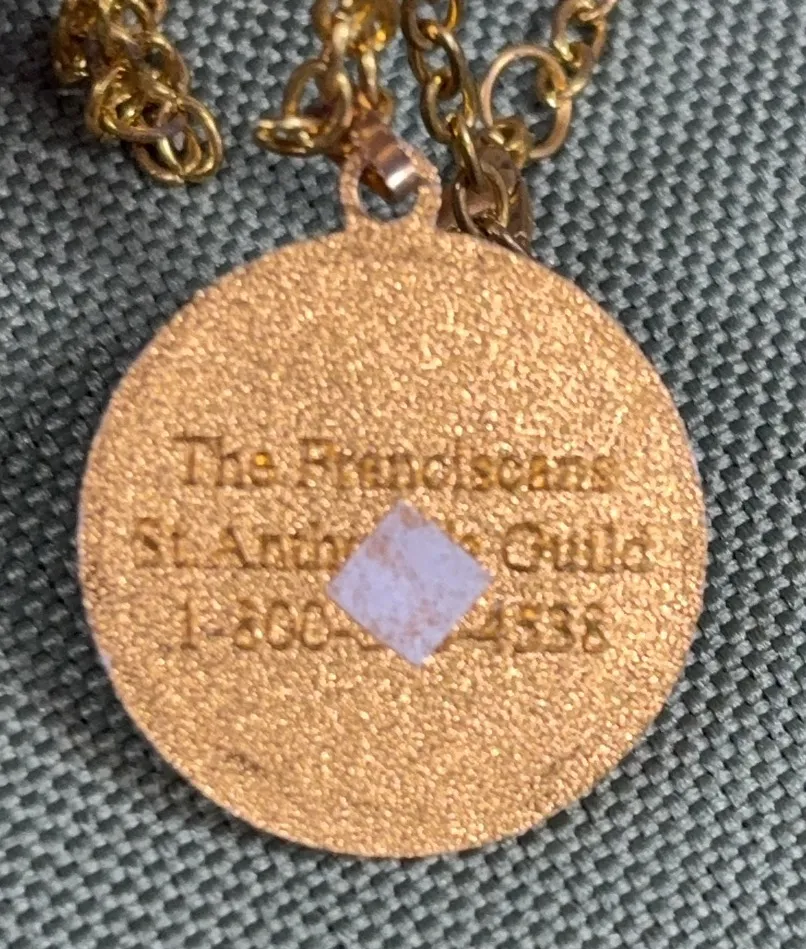 The Franciscans
St. Guild
1-800- -4538